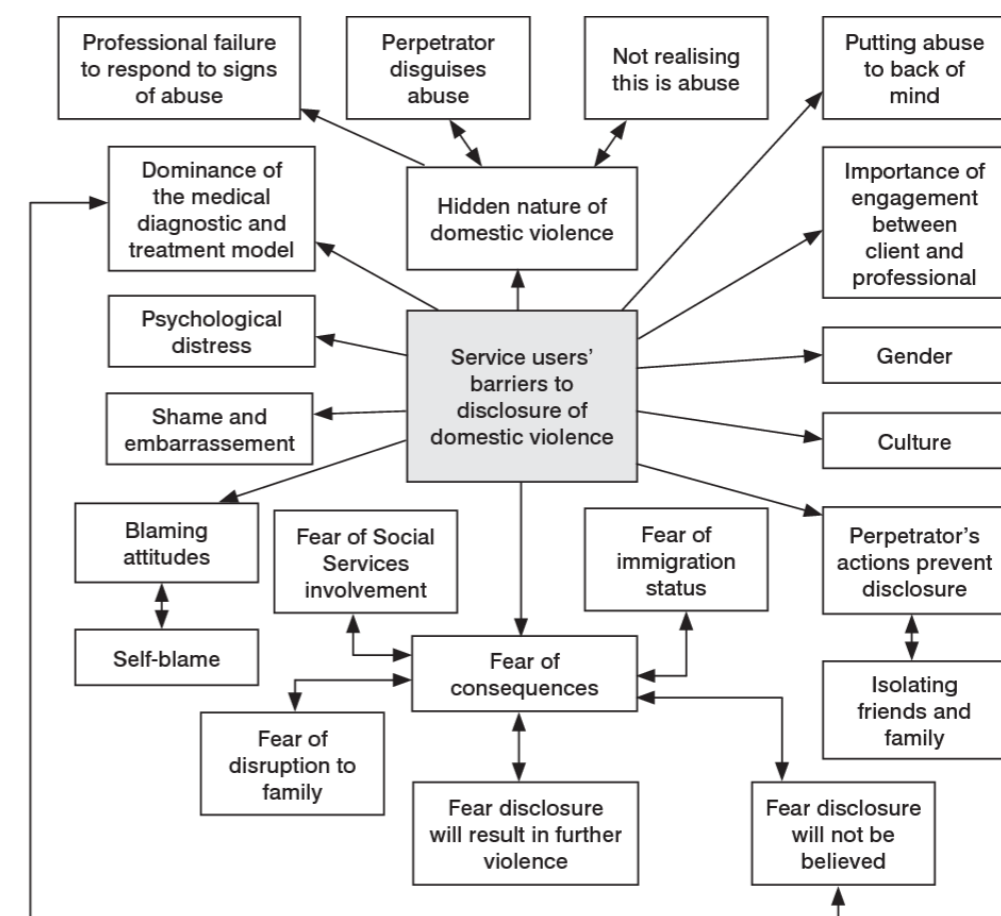 Professional failure
to respond to signs
of abuse
Perpetrator
disguises
abuse
Not realising
this is abuse
Putting abuse
to back of
mind
Dominance of
the medical
diagnostic and
treatment model
Hidden nature of
domestic violence
Importance of
engagement
between
client and
professional
Psychological
distress
Service users’
barriers to
disclosure of
domestic violence
Gender
Shame and
embarrassement
Culture
Blaming
attitudes
Fear of Social
Services
involvement
Fear of
immigration
status
Perpetrator’s
actions prevent
disclosure
Self-blame
Fear of
consequences
Isolating
friends and
family
Fear of
disruption to
family
Fear disclosure
will result in further
violence
Fear disclosure
will not be
believed